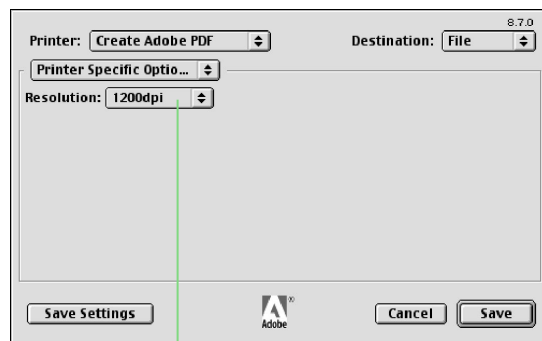 8.7.0
Printer: Create Adobe PDF Destination: File
Printer Specific Optio...
Resolution: 1200dpi
Save Settings Adobe ® Cancel Save